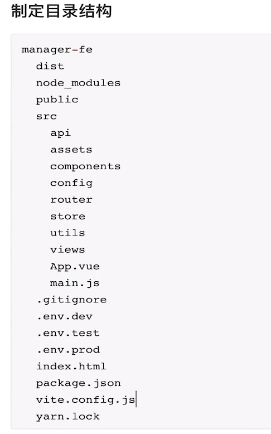 制定目录结构
manager-fe
dist
node_modules
public
src
api
assets
components
config
router
store
utils
views
App.vue
main.js
.gitignore
.env.dev
.env.test
.env.prod
index.html
package.json
vite.config.js
yarn.lock